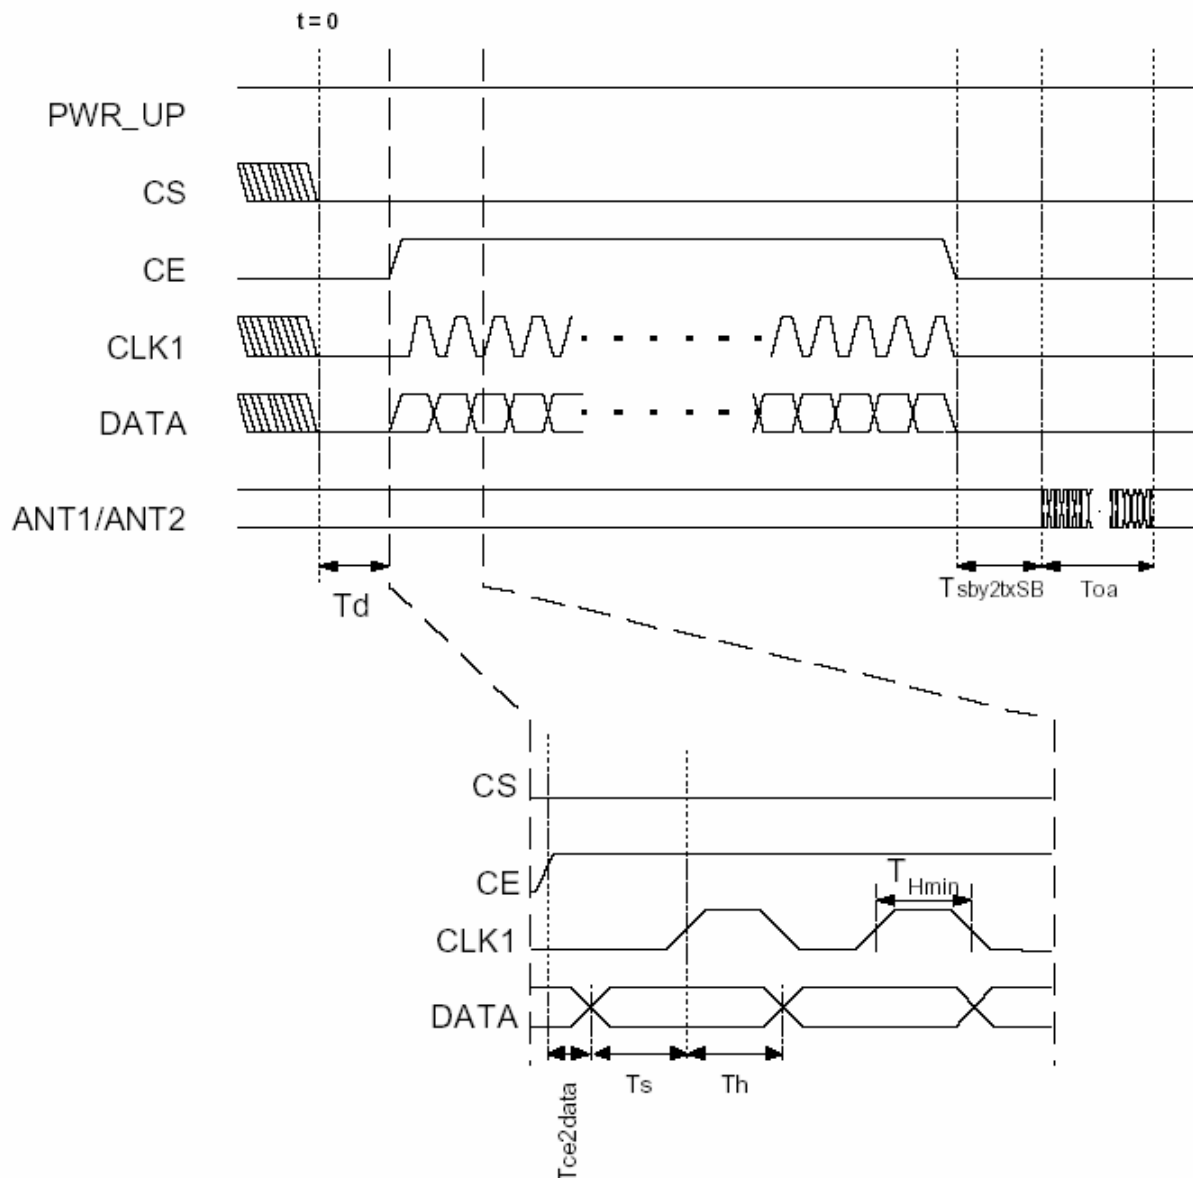 t = 0
PWR_UP
CS
CE
CLK1
DATA
ANT1/ANT2
Td
Tsby2txSB
Toa
CS
CE
THmin
CLK1
DATA
Ts
Th
Tce2data